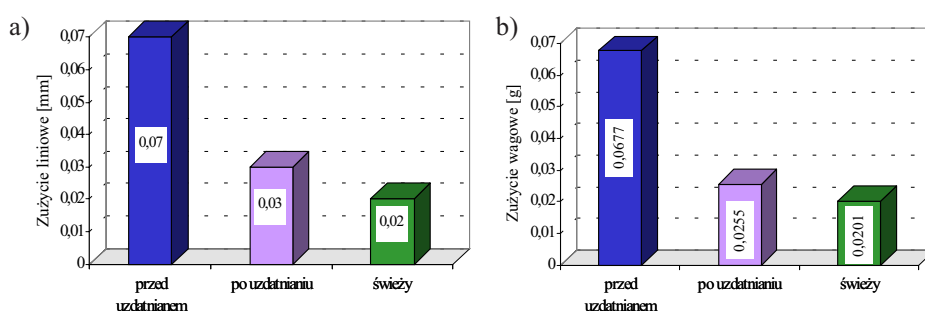 a)
Zużycie liniowe [mm]
0,07
0,06
0,05
0,04
0,03
0,02
0,01
0
0,07
0,03
0,02
przed
uzdatnianem
po uzdatnianiu
świeży
b)
Zużycie wagowe [g]
0,07
0,06
0,05
0,04
0,03
0,02
0,01
0
0,0677
0,0255
0,0201
przed
uzdatnianem
po uzdatnianiu
świeży